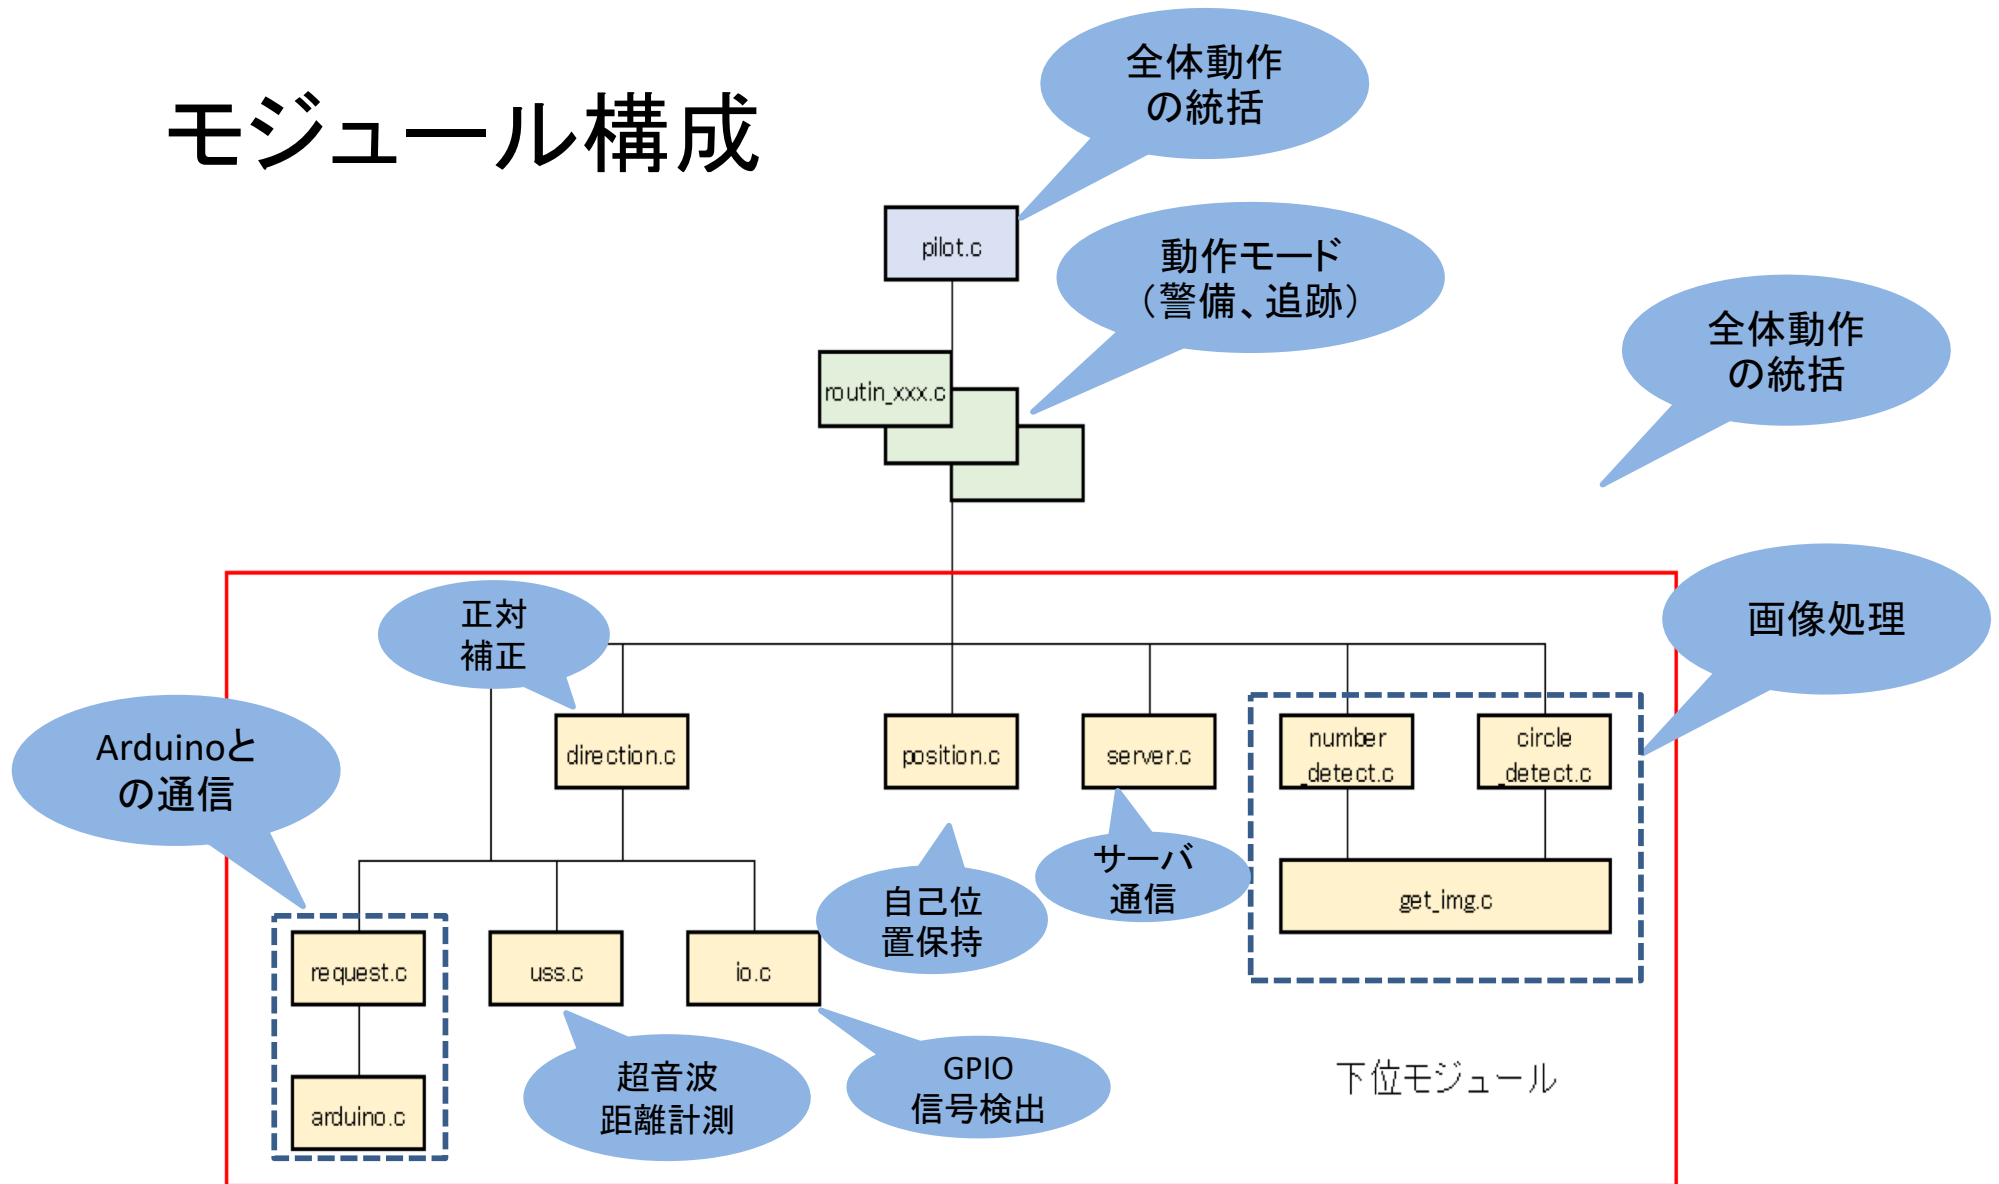 モジュール構成
全体動作
の統括
pilot.c
動作モード
（警備、追跡）
全体動作
の統括
routin_xxx.c
画像処理
正対
補正
Arduinoと
の通信
direction.c
position.c
server.c
number
_detect.c
circle
_detect.c
サーバ
通信
自己位
置保持
get_img.c
request.c
uss.c
io.c
超音波
距離計測
GPIO
信号検出
下位モジュール
arduino.c